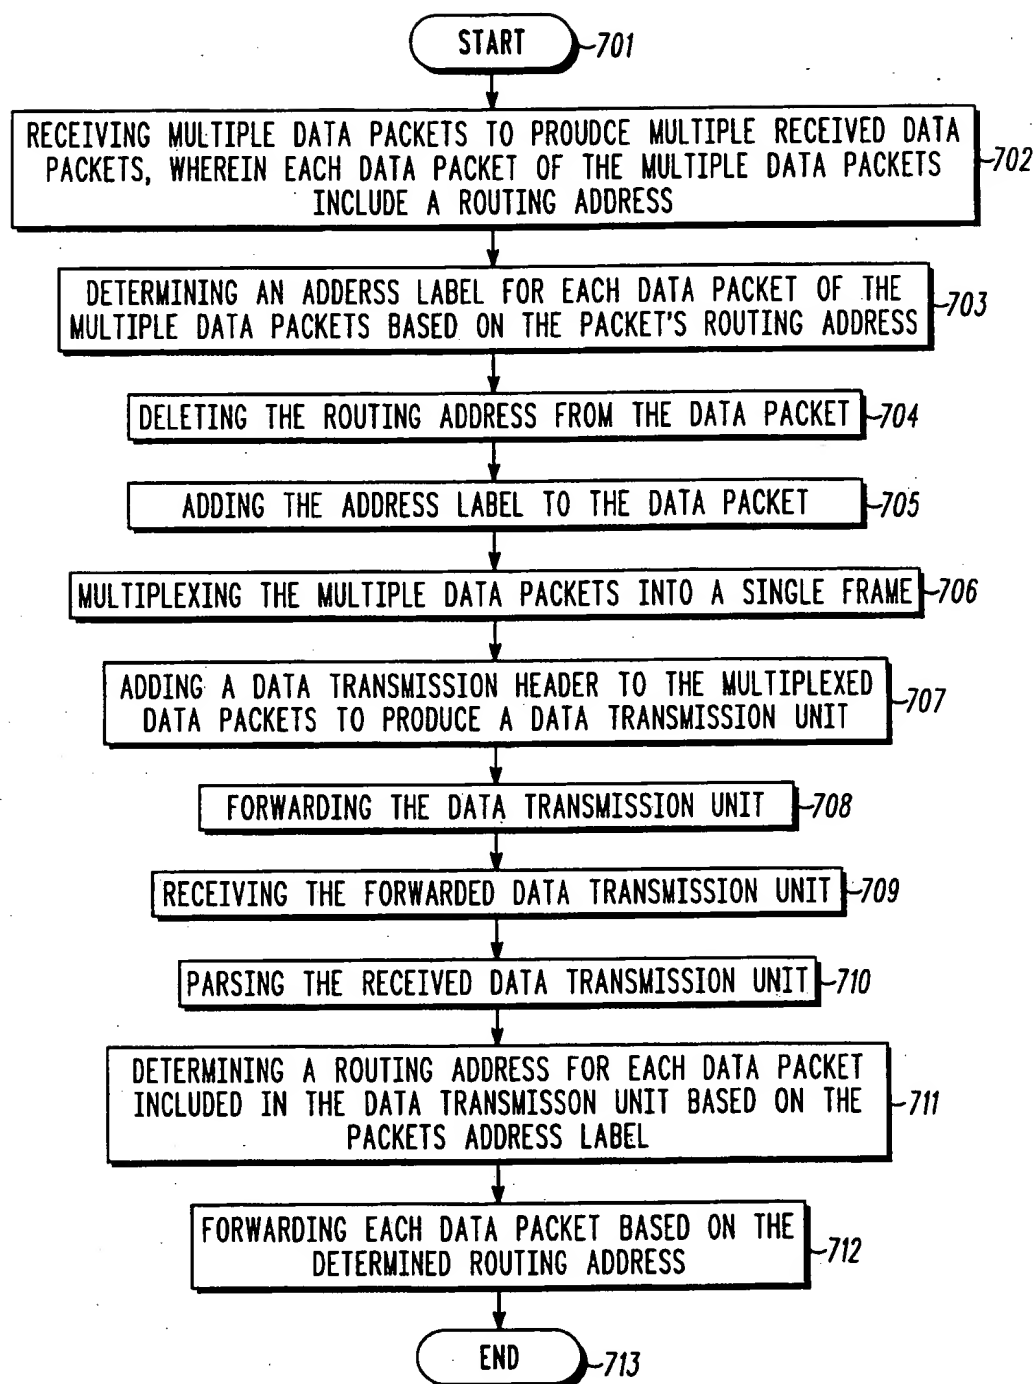 START 701
RECEIVING MULTIPLE DATA PACKETS TO PROUDCE MULTIPLE RECEIVED DATA
PACKETS, WHEREIN EACH DATA PACKET OF THE MULTIPLE DATA PACKETS 702
INCLUDE A ROUTING ADDRESS
DETERMINING AN ADDERSS LABEL FOR EACH DATA PACKET OF THE
MULTIPLE DATA PACKETS BASED ON THE PACKET'S ROUTING ADDRESS 703
DELETING THE ROUTING ADDRESS FROM THE DATA PACKET 704
ADDING THE ADDRESS LABEL TO THE DATA PACKET 705
MULTIPLEXING THE MULTIPLE DATA PACKETS INTO A SINGLE FRAME 706
ADDING A DATA TRANSMISSION HEADER TO THE MULTIPLEXED
DATA PACKETS TO PRODUCE A DATA TRANSMISSION UNIT 707
FORWARDING THE DATA TRANSMISSION UNIT 708
RECEIVING THE FORWARDED DATA TRANSMISSION UNIT 709
PARSING THE RECEIVED DATA TRANSMISSION UNIT 710
DETERMINING A ROUTING ADDRESS FOR EACH DATA PACKET
INCLUDED IN THE DATA TRANSMISSON UNIT BASED ON THE 711
PACKETS ADDRESS LABEL
FORWARDING EACH DATA PACKET BASED ON THE
DETERMINED ROUTING ADDRESS 712
END 713